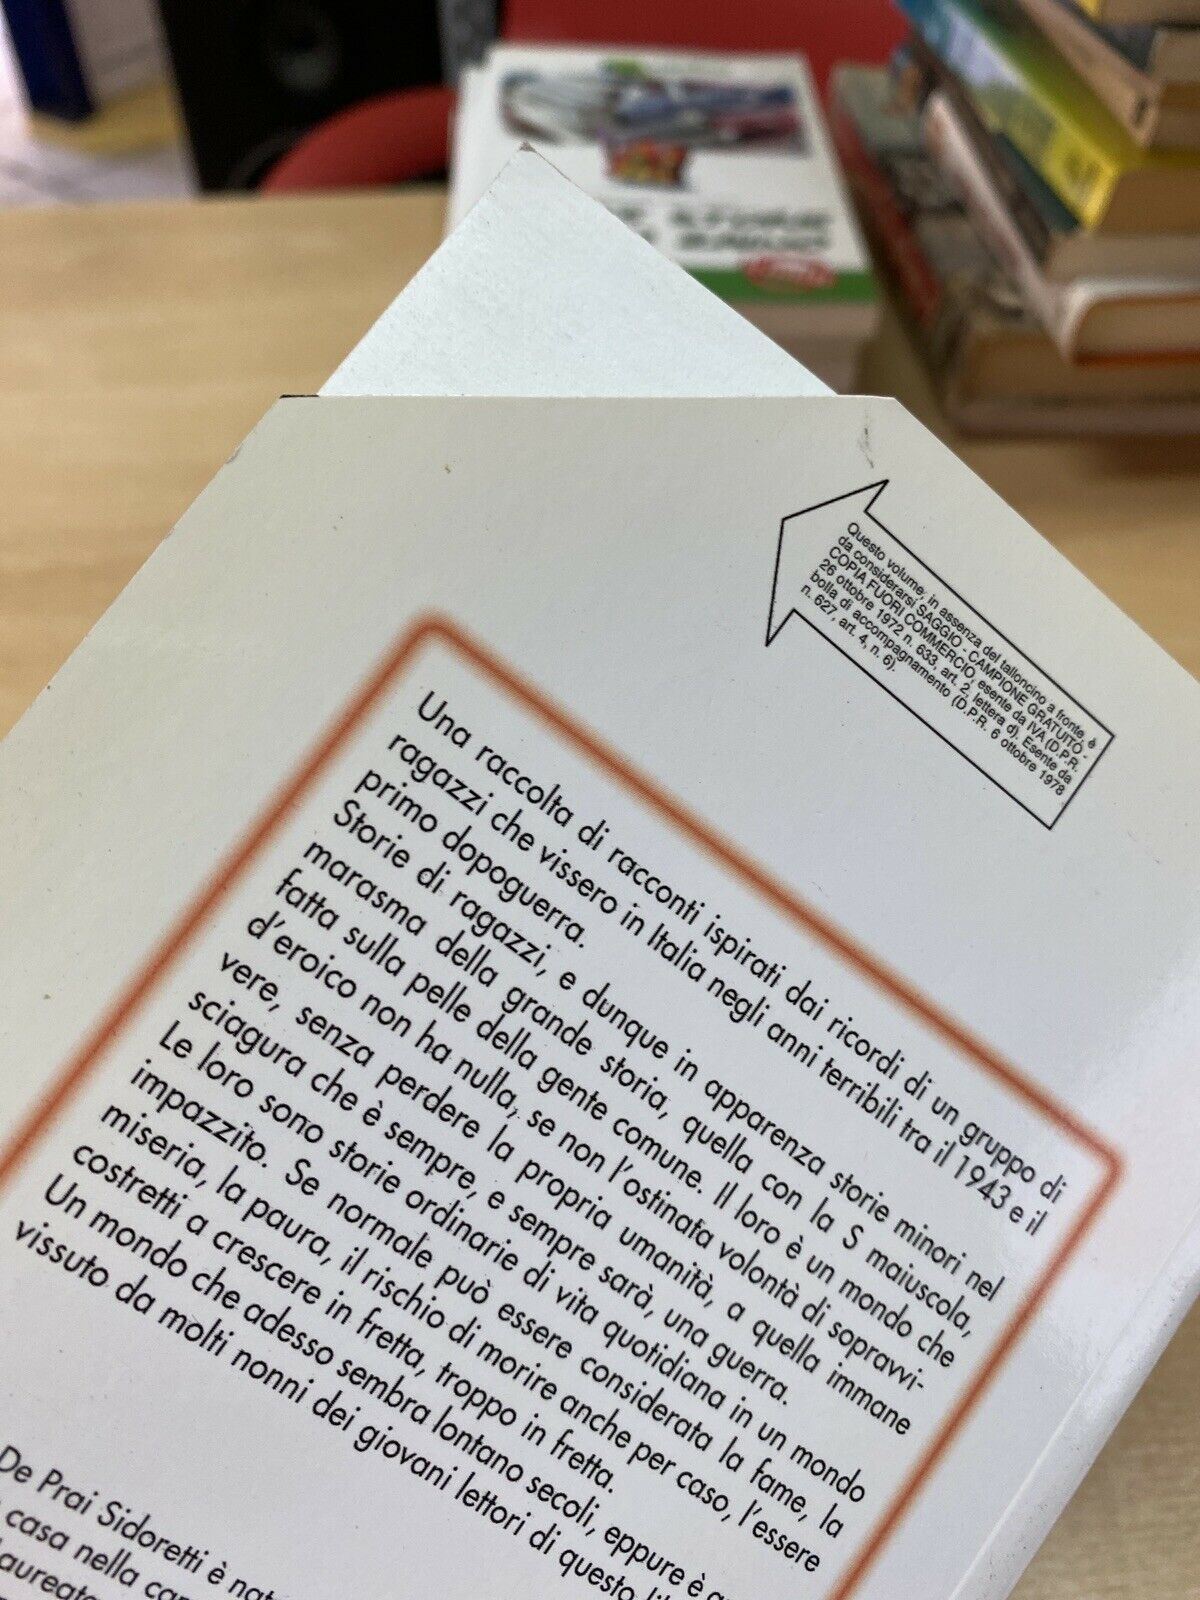 Questo volume, in assenza del talloncino a fronte, è
da considerarsi SAGGIO - CAMPIONE GRATUITO -
COPIA FUORI COMMERCIO, esente da IVA (D.P.R.
26 ottobre 1972 n. 633, art. 2, lettera d). Esente da
bolla di accompagnamento (D.P.R. 6 ottobre 1978
n. 627, art. 4, n. 6).
Una raccolta di racconti ispirati dai ricordi di un gruppo di
ragazzi che vissero in Italia negli anni terribili tra il 1943 e il
primo dopoguerra.
Storie di ragazzi, e dunque in apparenza storie minori nel
marasma della grande storia, quella con la S maiuscola,
fatta sulla pelle della gente comune. Il loro è un mondo che
d'eroico non ha nulla, se non l'ostinata volontà di sopravvi-
vere, senza perdere la propria umanità, a quella immane
sciagura che è sempre, e sempre sarà, una guerra.
Le loro sono storie ordinarie di vita quotidiana in un mondo
impazzito. Se normale può essere considerata la fame, la
miseria, la paura, il rischio di morire anche per caso, l'essere
costretti a crescere in fretta, troppo in fretta.
Un mondo che adesso sembra lontano secoli, eppure è
vissuto da molti nonni dei giovani lettori di questo
De Prai Sidoretti è
casa nella